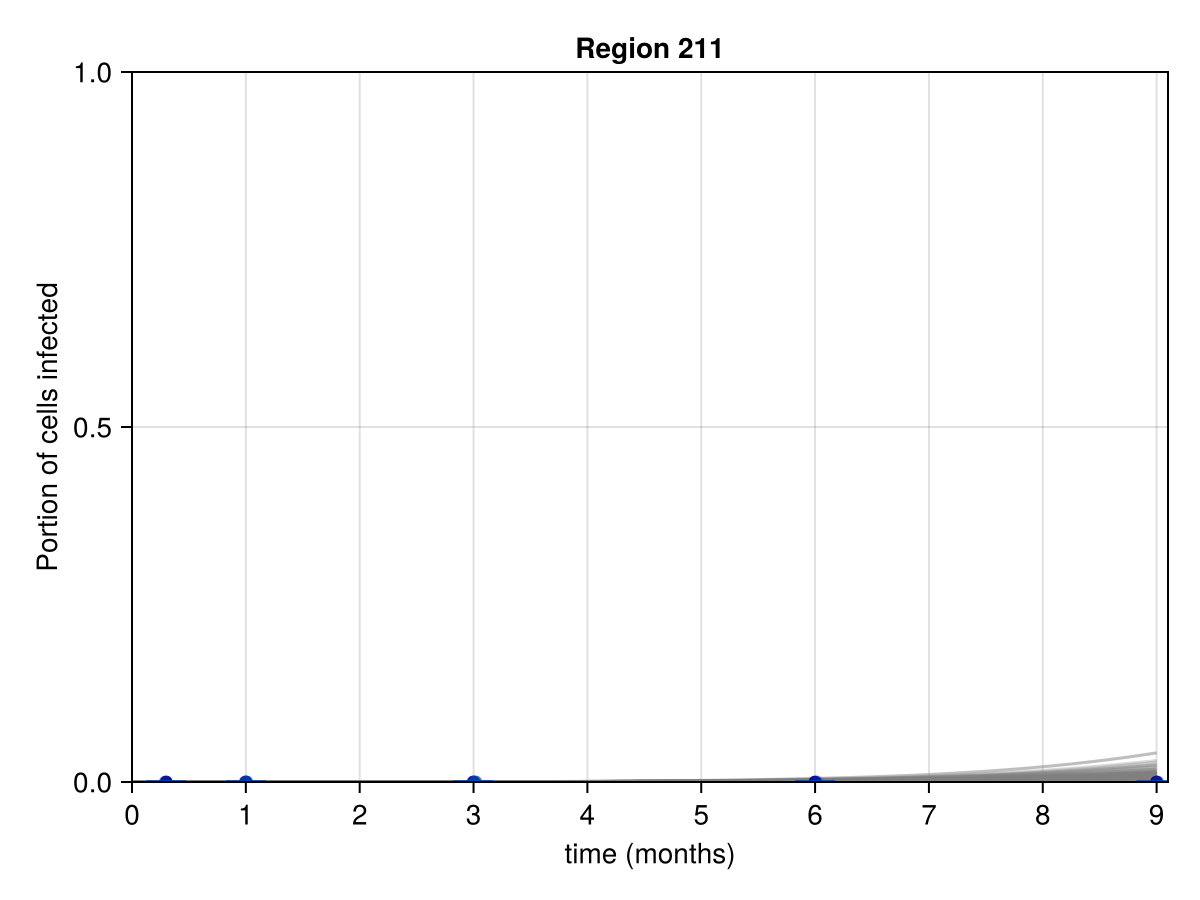 Region 211
1.0
0.5
0.0
Portion of cells infected
0 1 2 3 4 5 6 7 8 9
time (months)